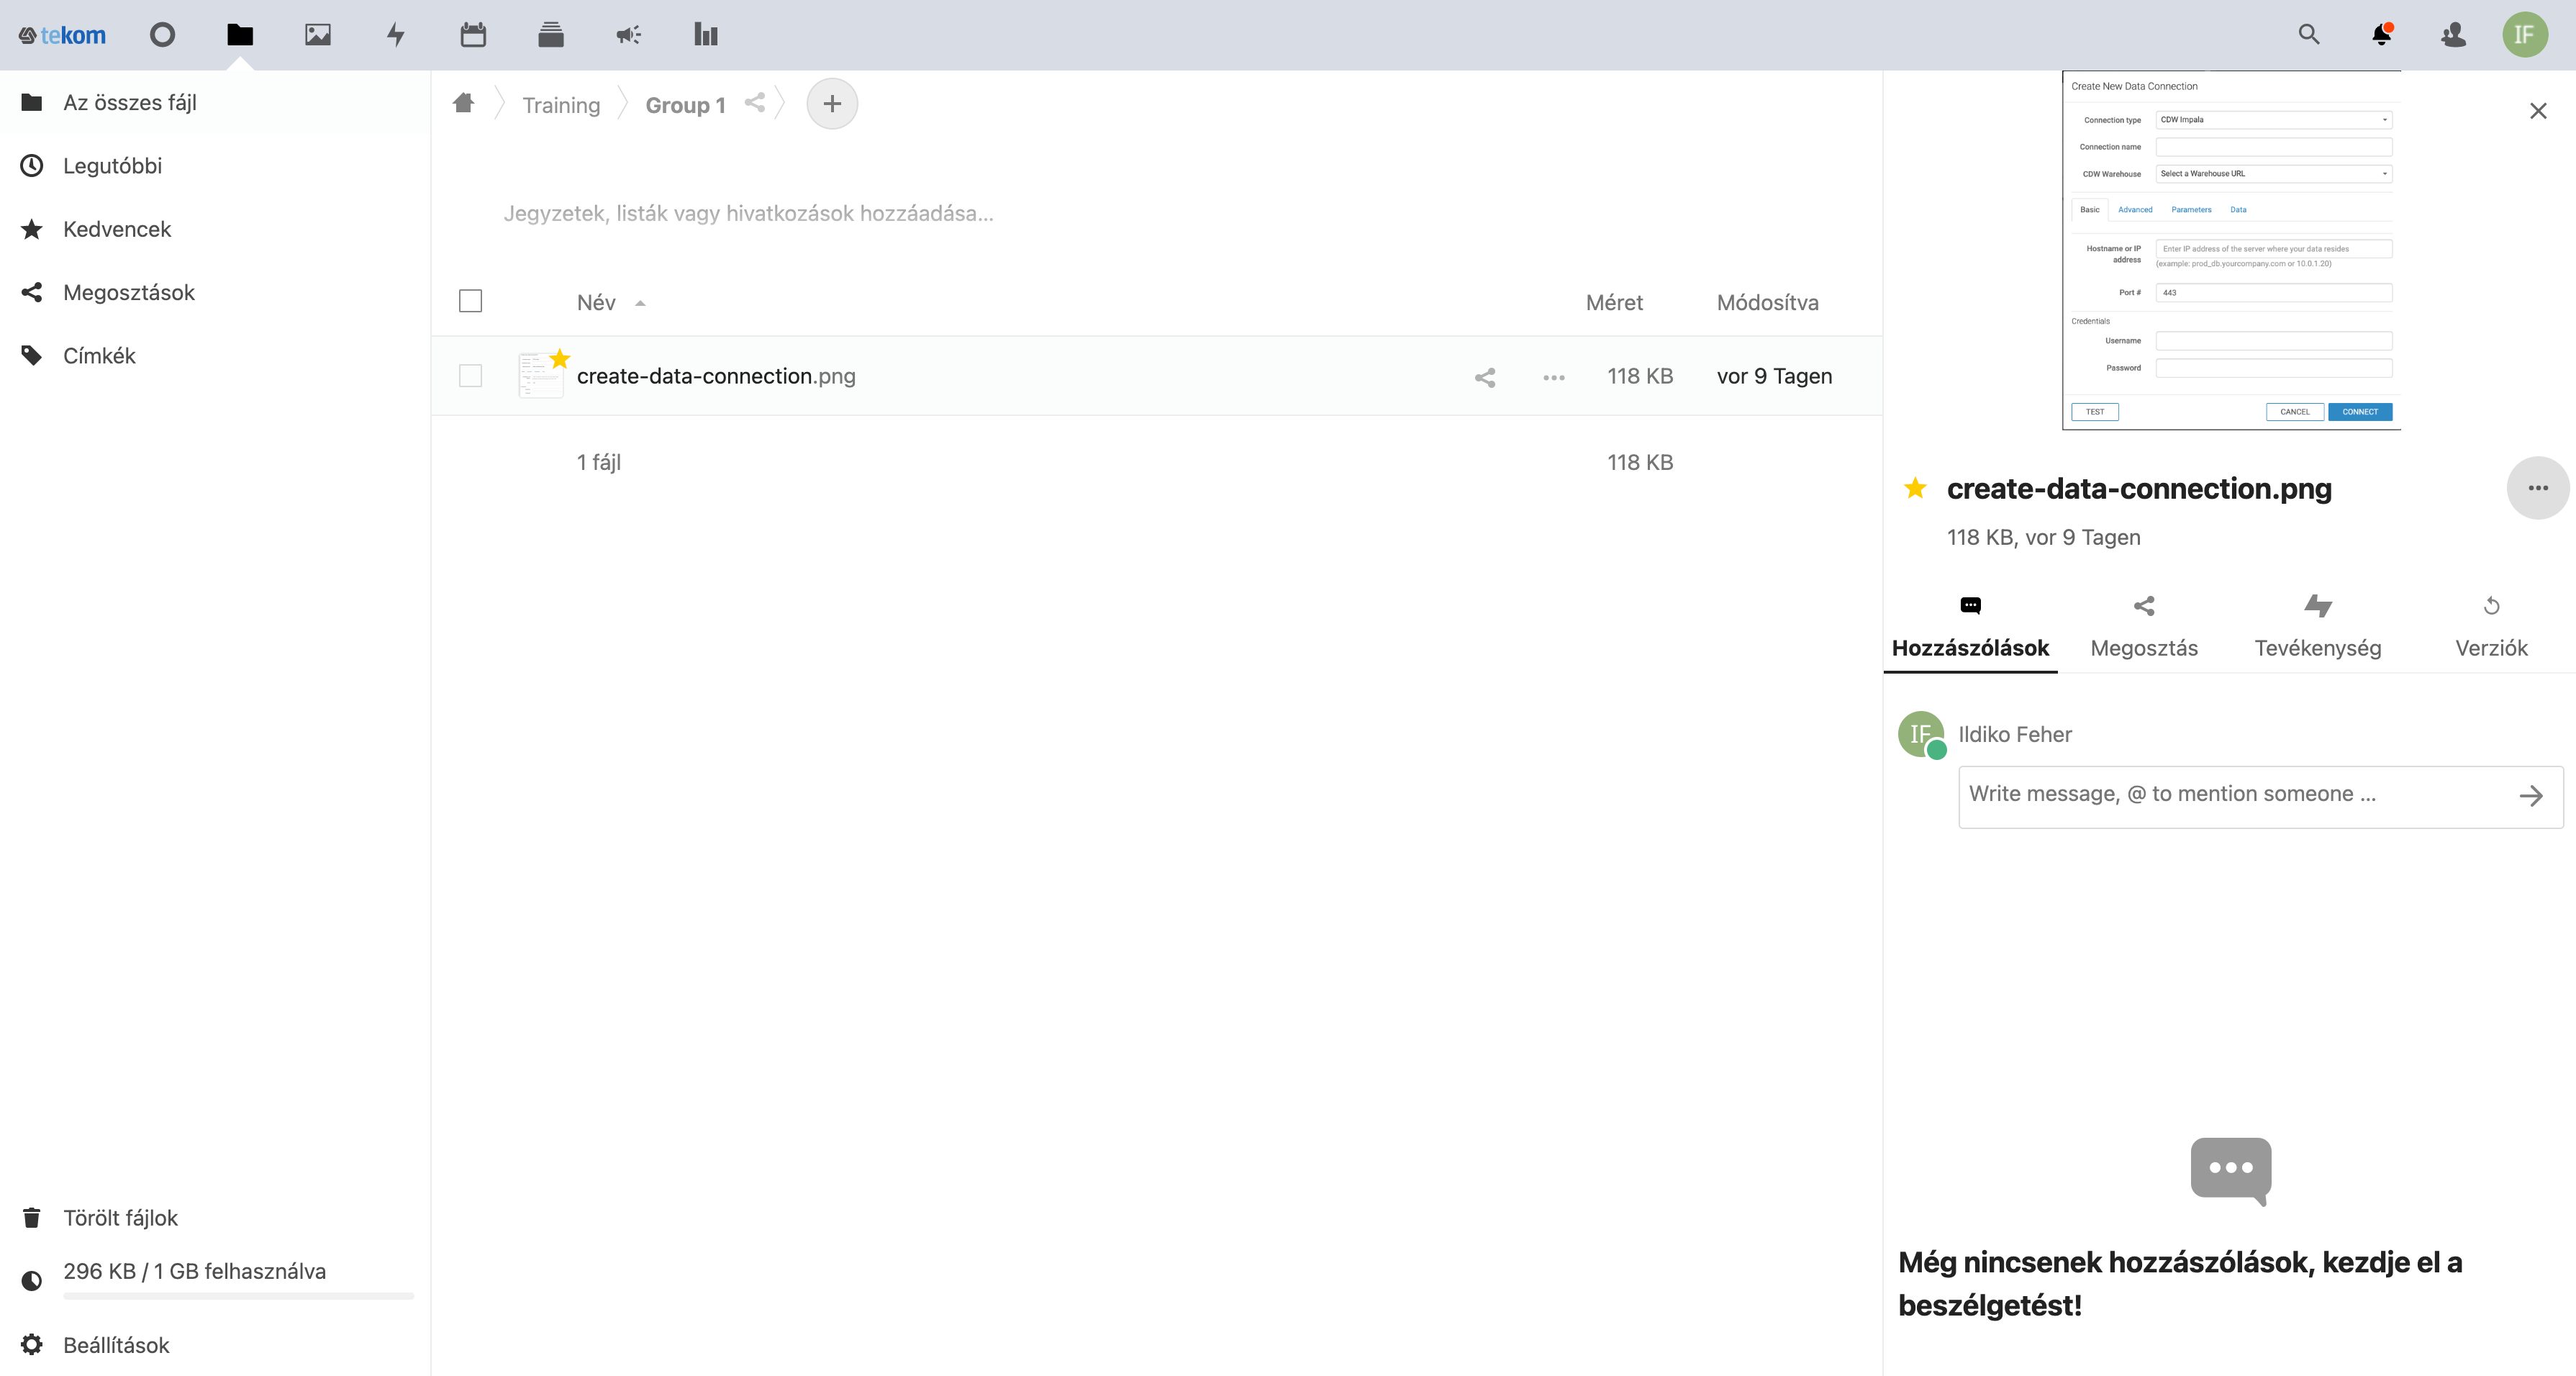 tekom
IF
Az összes fájl
Legutóbbi
Kedvencek
Megosztások
Címkék
Training
Group 1
+
Jegyzetek, listák vagy hivatkozások hozzáadása...
Név
Méret
Módosítva
create-data-connection.png
118 KB
vor 9 Tagen
1 fájl
118 KB
Create New Data Connection
Connection type
CDW Impala
Connection name
CDW Warehouse
Select a Warehouse URL
Basic
Advanced
Parameters
Data
Hostname or IP
address
Enter IP address of the server where your data resides
(example: prod_db.yourcompany.com or 10.0.1.20)
Port #
443
Credentials
Username
Password
TEST
CANCEL
CONNECT
create-data-connection.png
118 KB, vor 9 Tagen
Hozzászólások
Megosztás
Tevékenység
Verziók
IF
Ildiko Feher
Write message, @ to mention someone ...
Még nincsenek hozzászólások, kezdje el a
beszélgetést!
Törölt fájlok
296 KB / 1 GB felhasználva
Beállítások